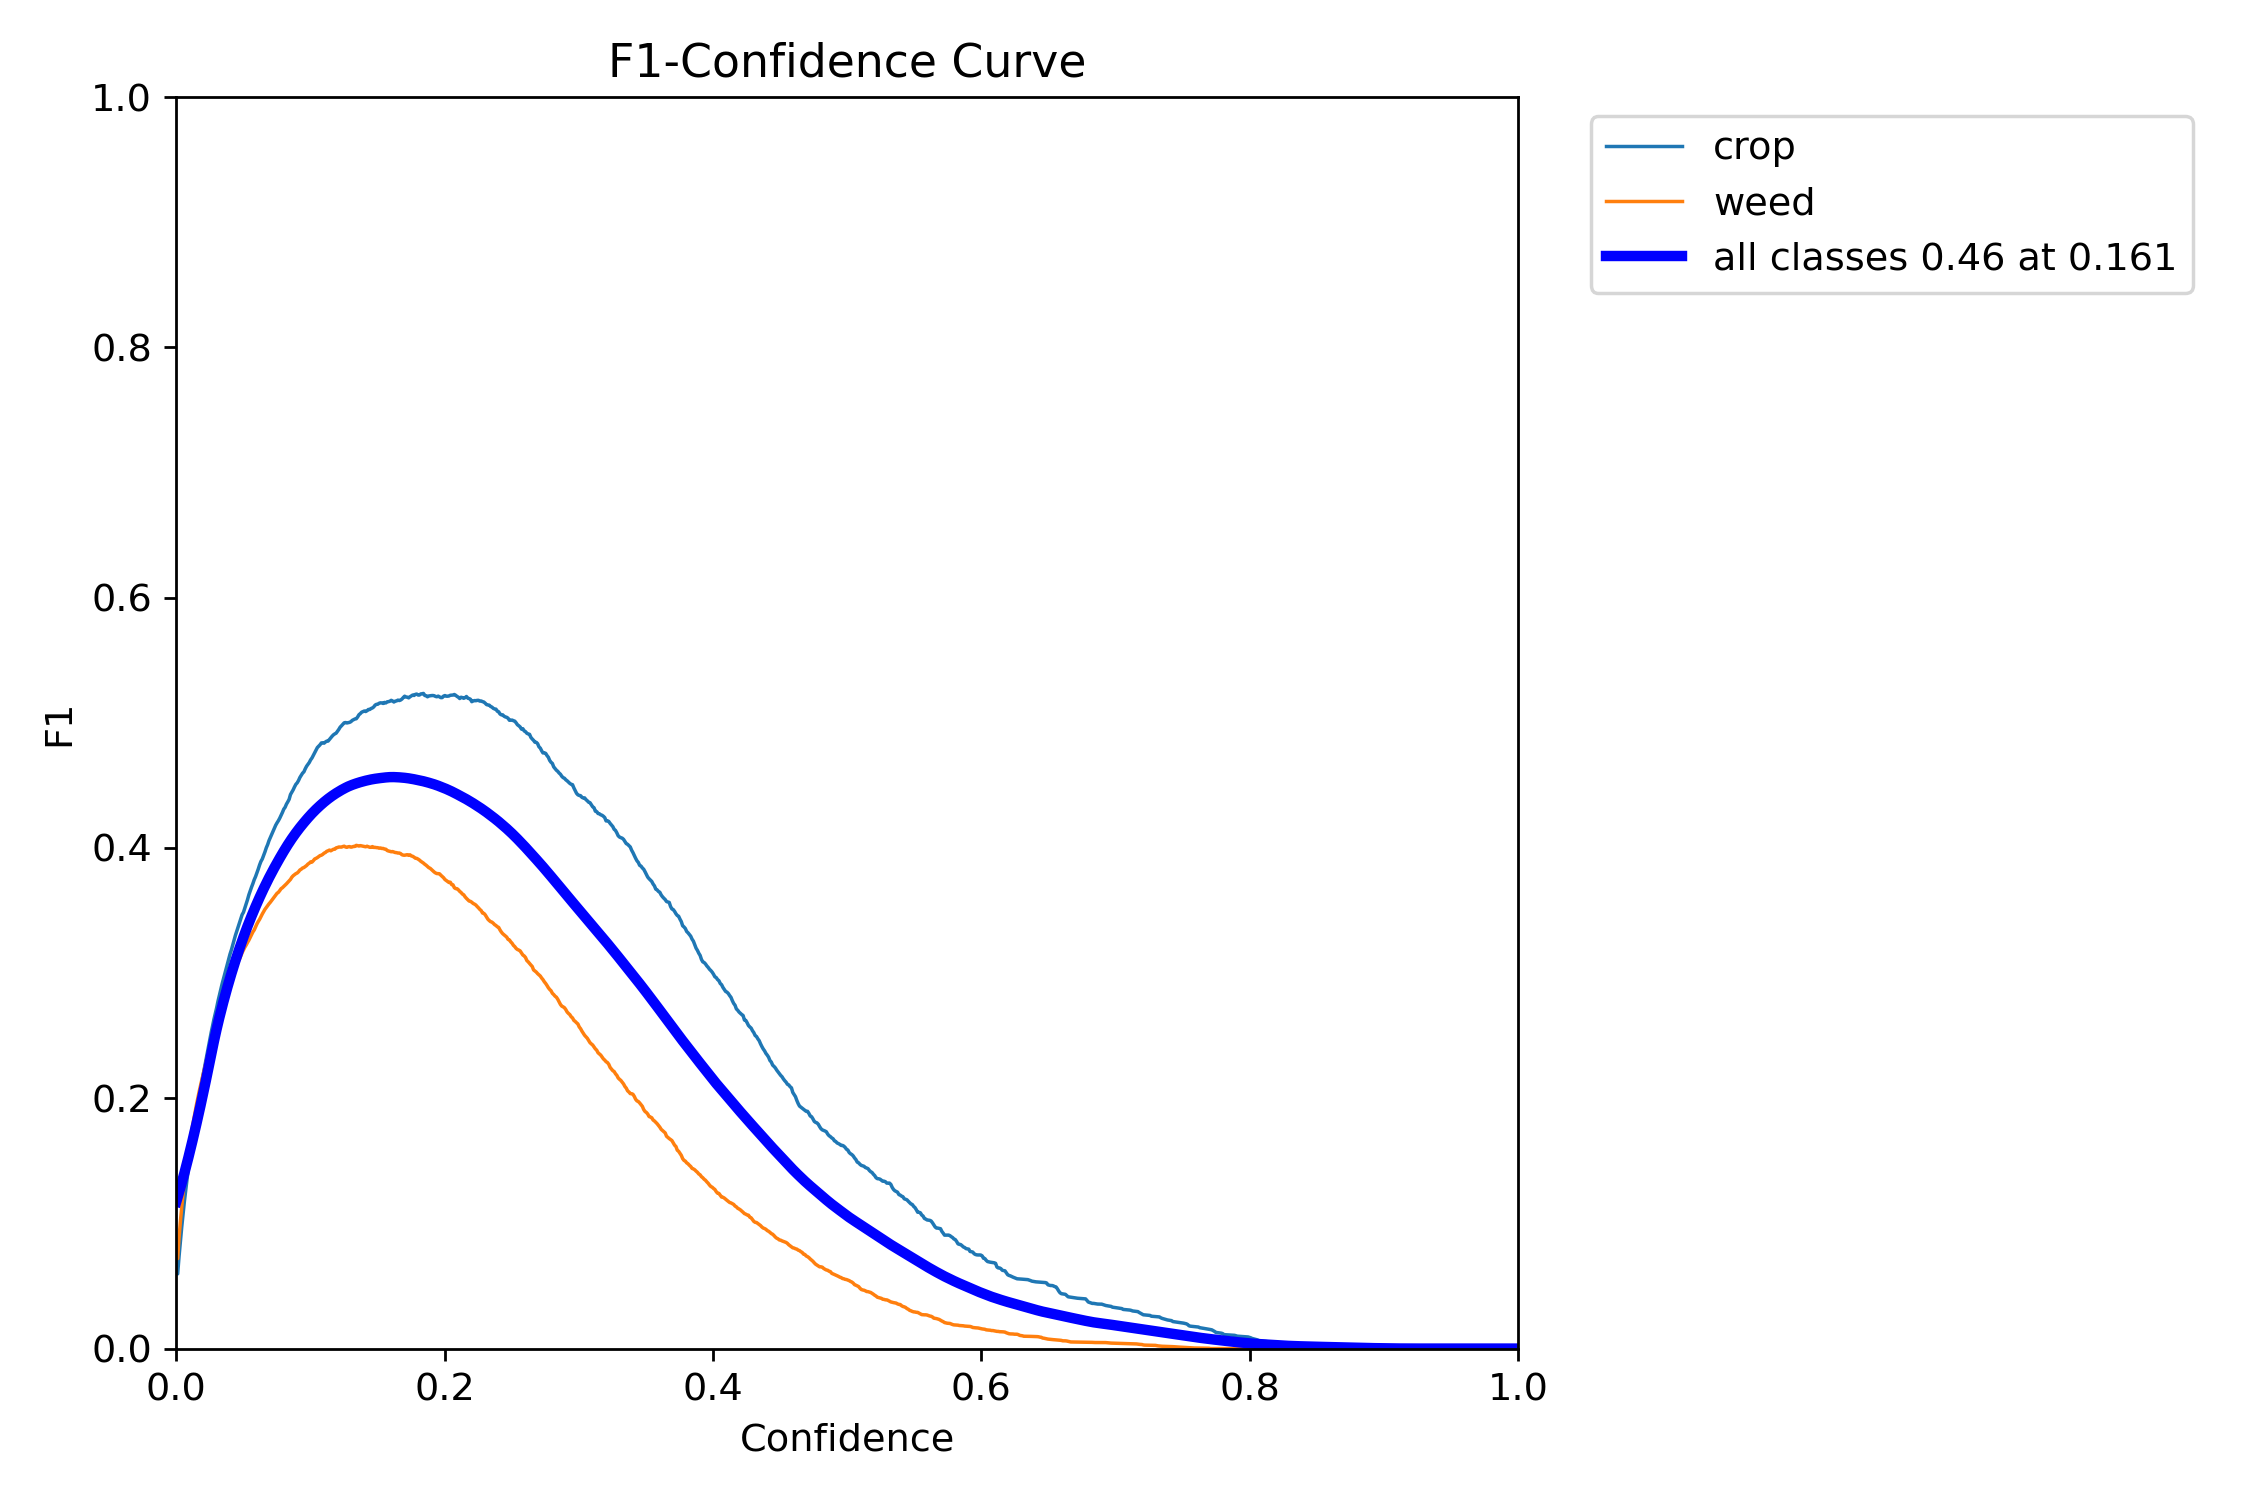 F1-Confidence Curve
1.0
0.8
0.6
0.4
0.2
0.0
F1
0.0 0.2 0.4 0.6 0.8 1.0
Confidence
crop
weed
all classes 0.46 at 0.161